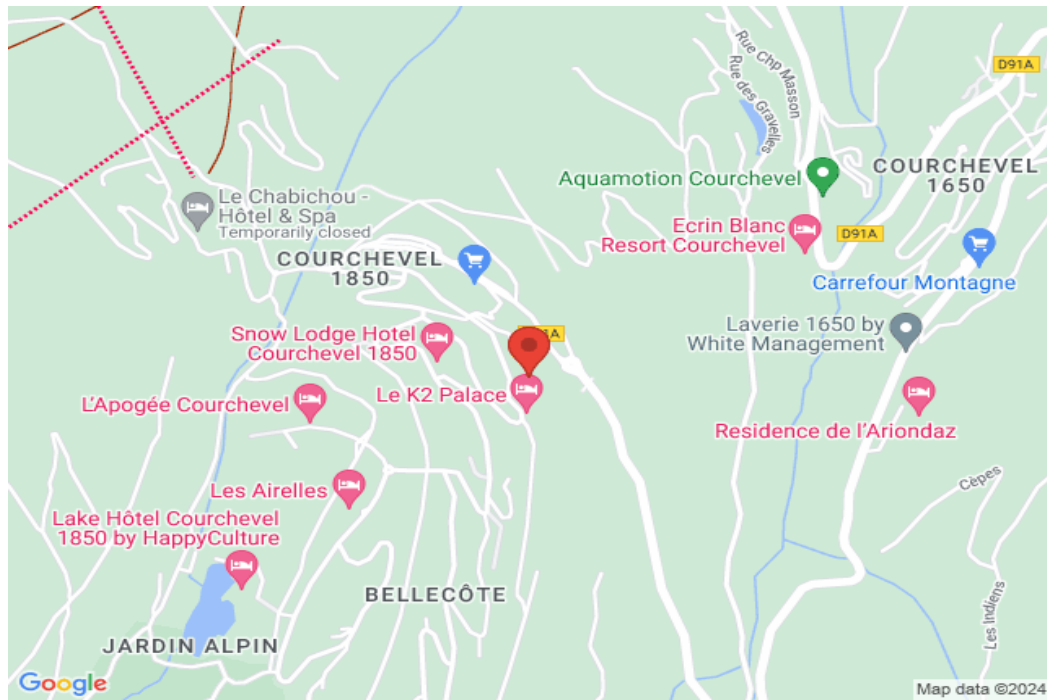 D91A
Rue Chp Masson
Rue des Gravelles
Aquamotion Courchevel
COURCHEVEL
1650
Le Chabichou -
Hôtel & Spa
Temporarily closed
Ecrin Blanc
Resort Courchevel
D91A
COURCHEVEL
1850
Carrefour Montagne
Snow Lodge Hotel
Courchevel 1850
Laverie 1650 by
White Management
L'Apogée Courchevel
Le K2 Palace
Residence de l'Ariondaz
Les Airelles
Cèpes
Lake Hôtel Courchevel
1850 by HappyCulture
BELLECÔTE
Les Indiens
JARDIN ALPIN
Google
Map data ©2024